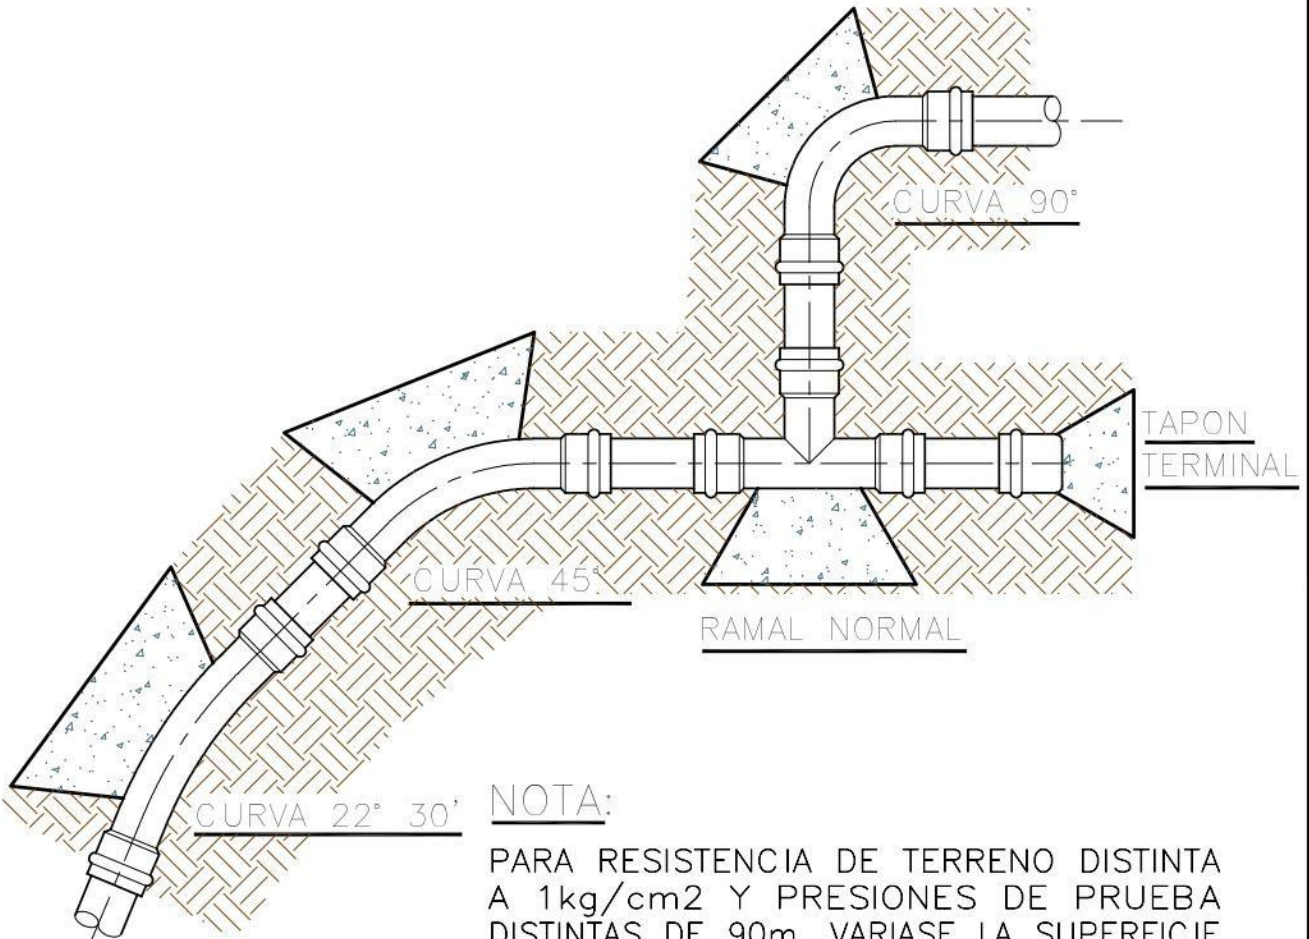 CURVA 90°
TAPON
TERMINAL
CURVA 45°
RAMAL NORMAL
CURVA 22° 30'
NOTA:
PARA RESISTENCIA DE TERRENO DISTINTA
A 1kg/cm2 Y PRESIONES DE PRUEBA
DISTINTAS DE 90m. VARIASE LA SUPERFICIE